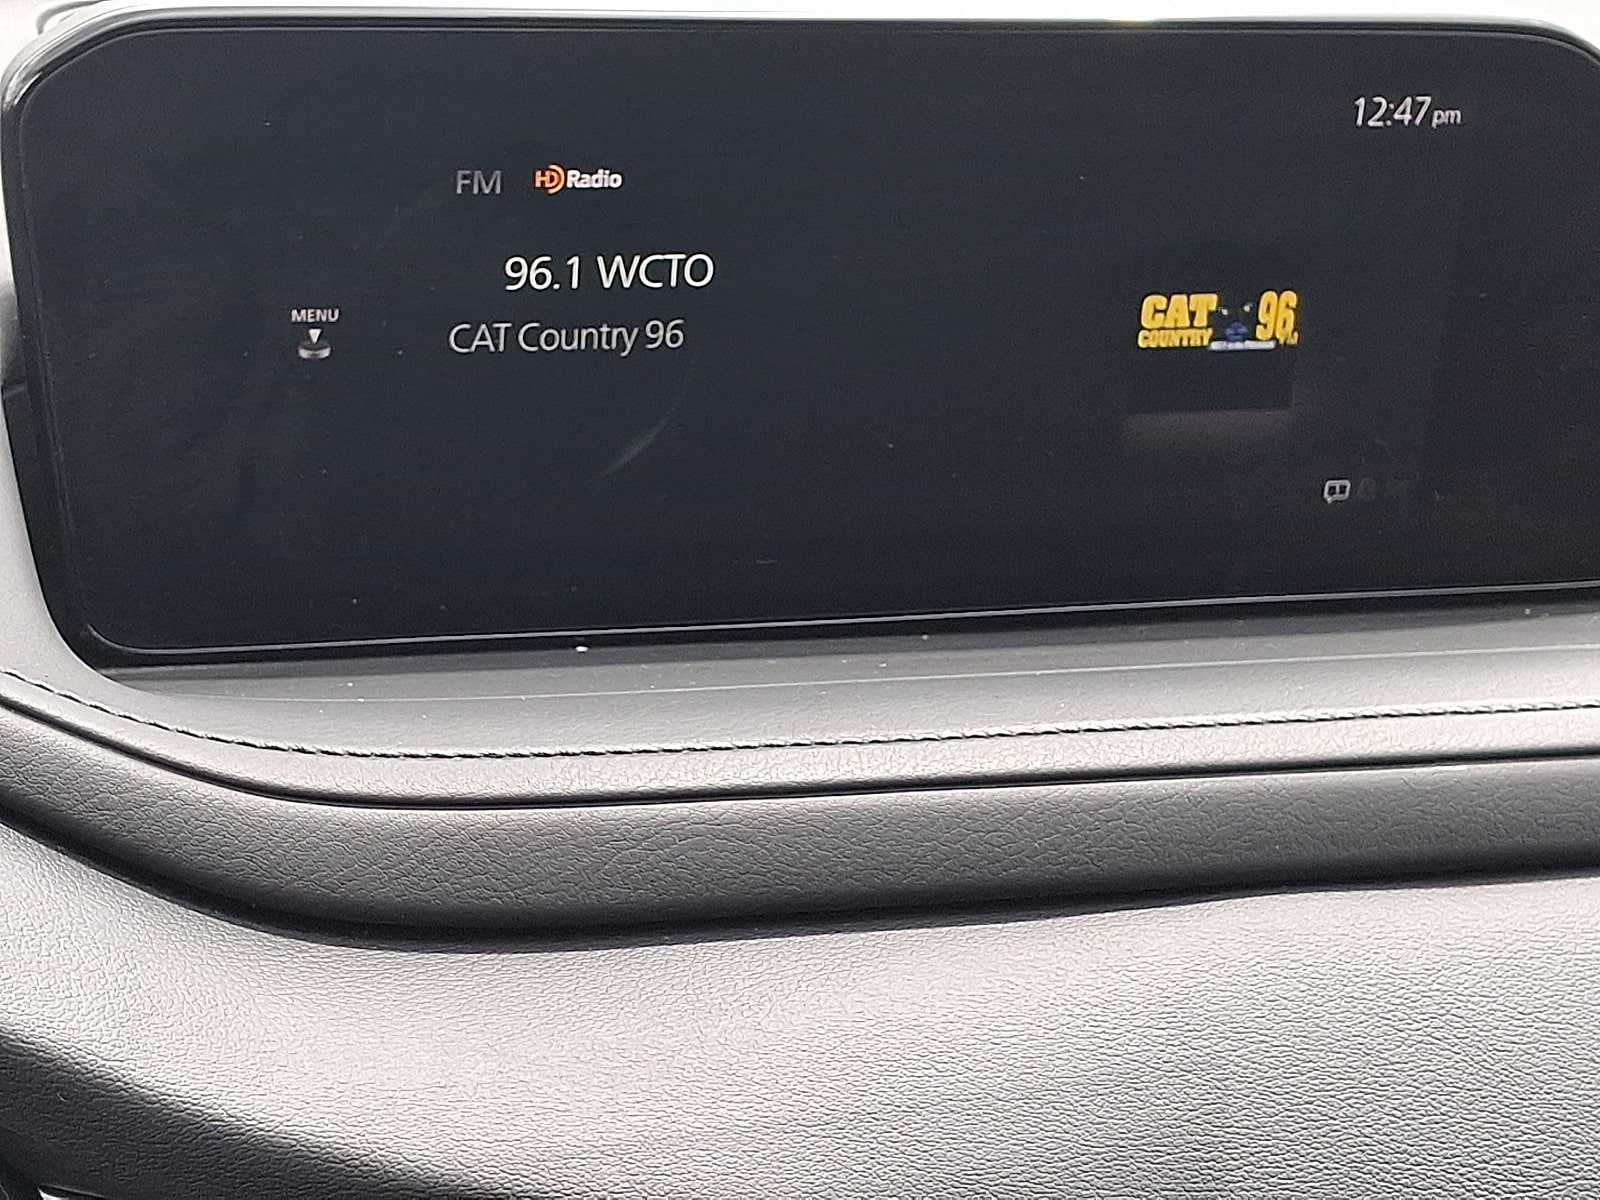 12:47pm
FM HD Radio
96.1 WCTO
MENU
CAT Country 96
CAT 96
COUNTRY